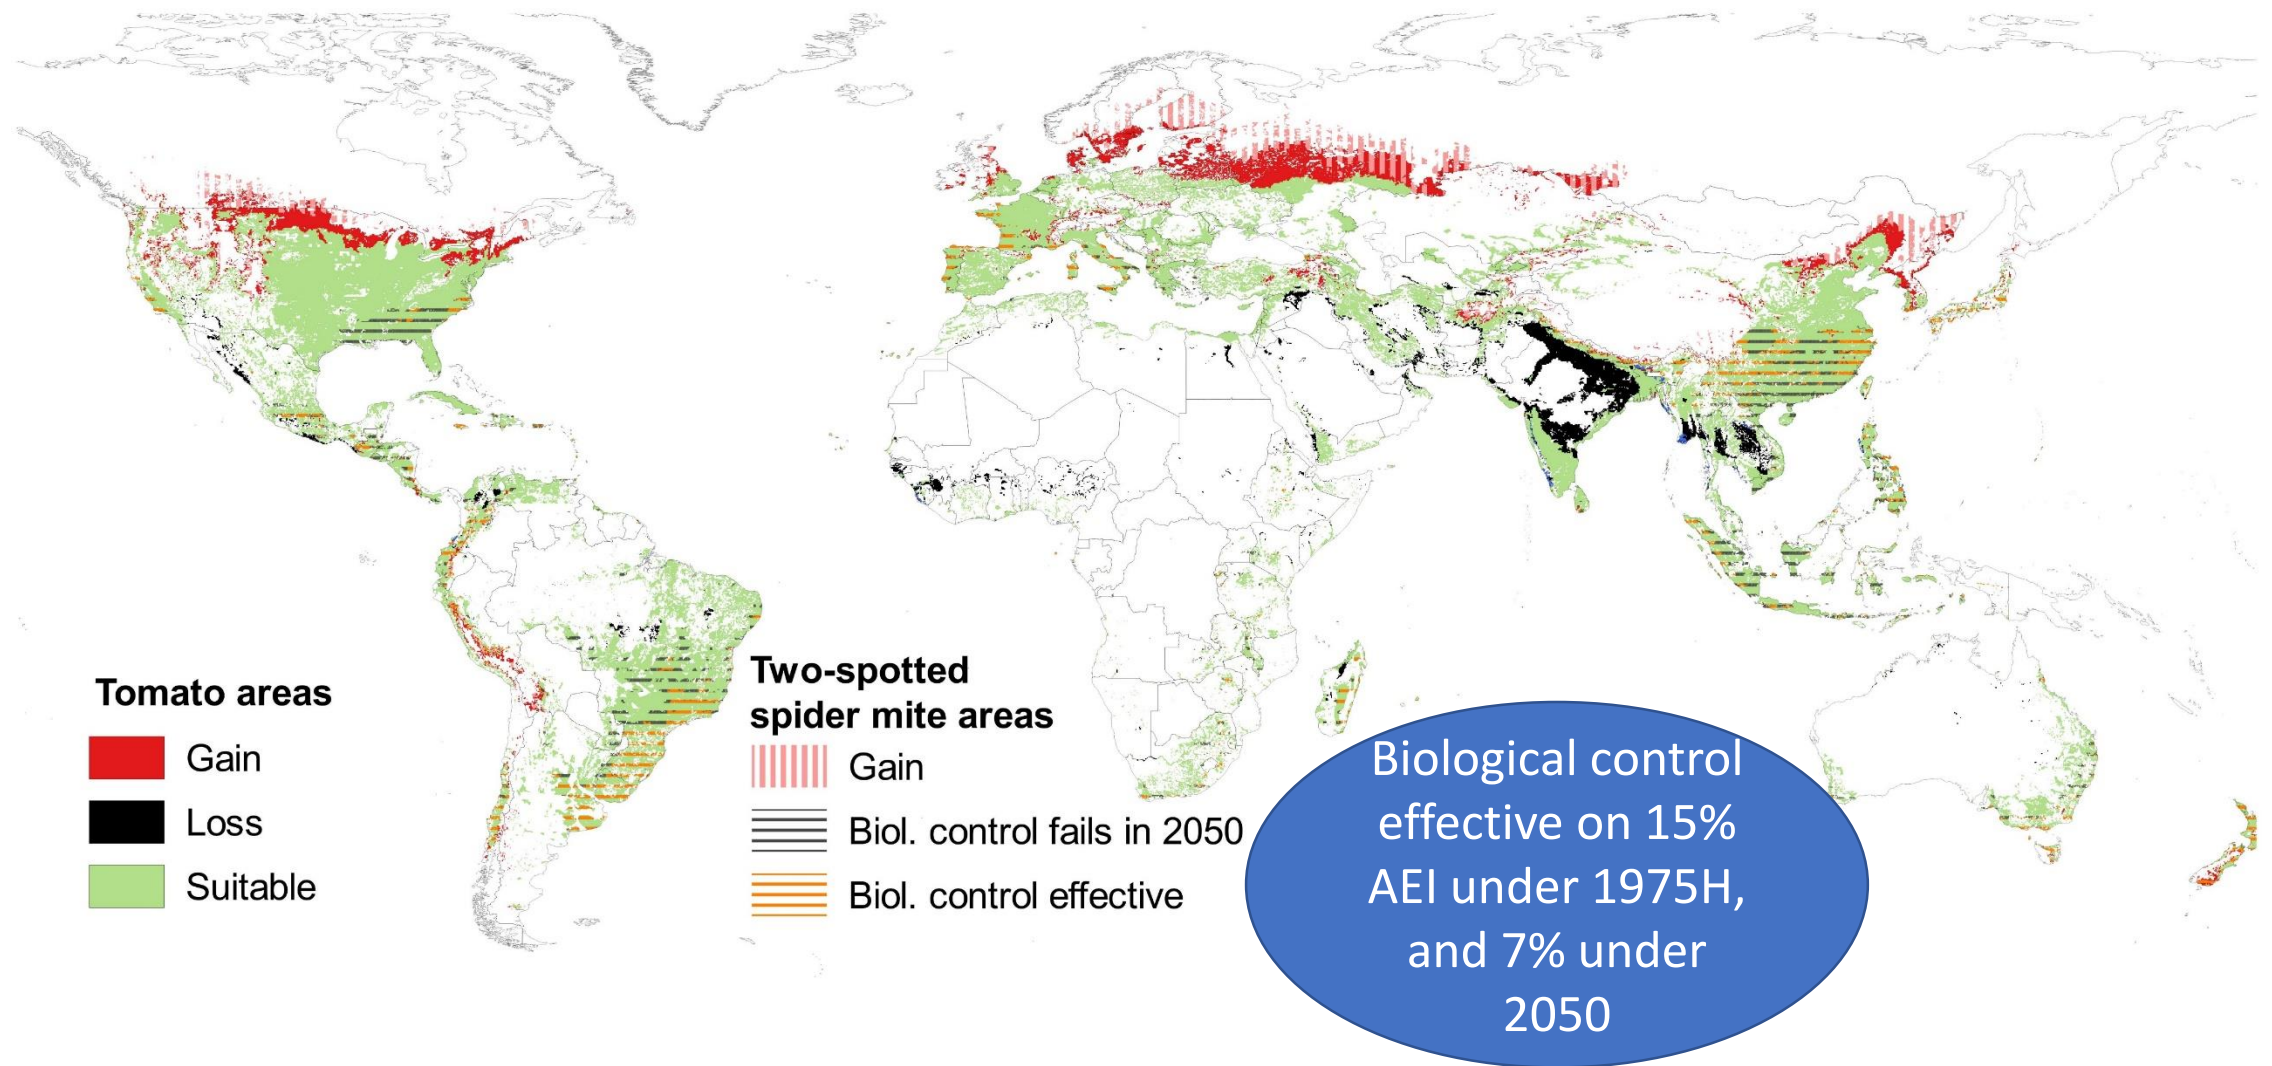 Tomato areas
Gain
Loss
Suitable
Two-spotted
spider mite areas
Gain
Biol. control fails in 2050
Biol. control effective
Biological control
effective on 15%
AEI under 1975H,
and 7% under
2050